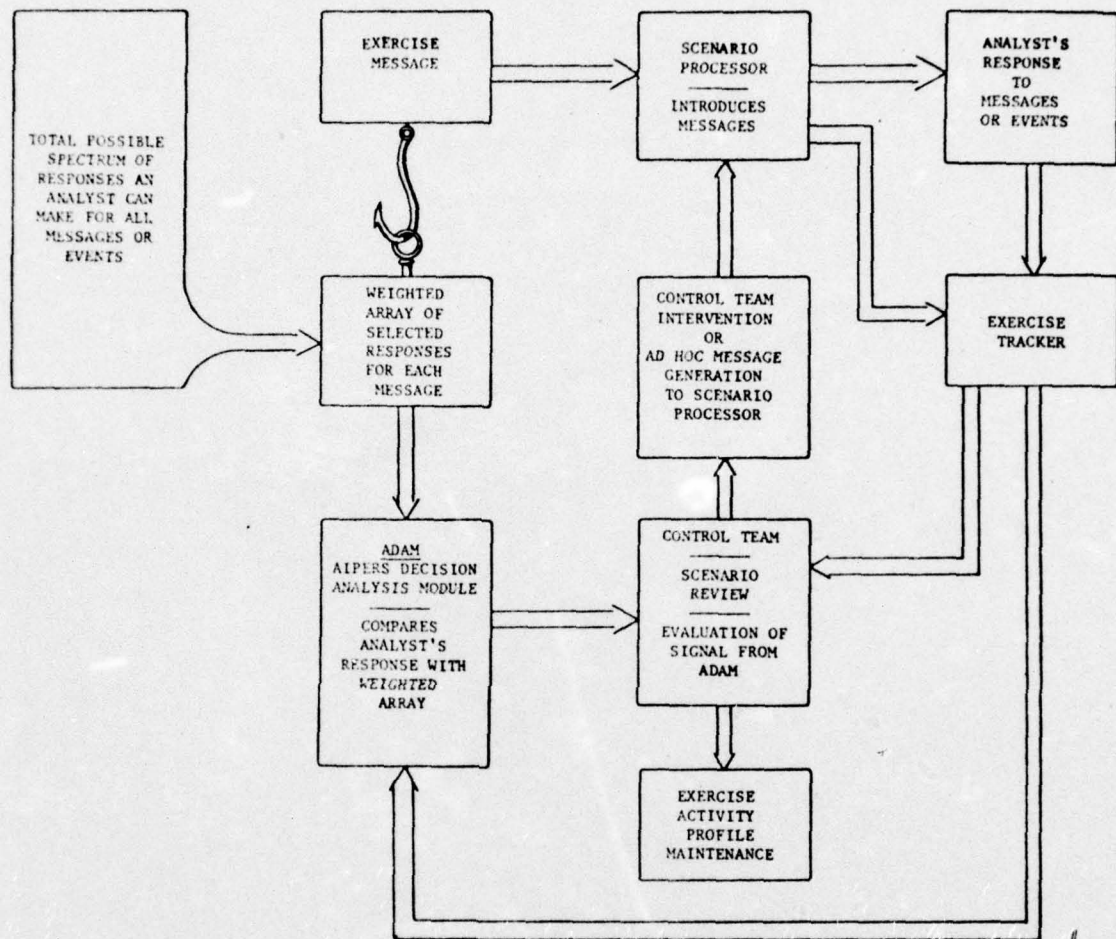 TOTAL POSSIBLE
SPECTRUM OF
RESPONSES AN
ANALYST CAN
MAKE FOR ALL
MESSAGES OR
EVENTS
EXERCISE
MESSAGE
SCENARIO
PROCESSOR
INTRODUCES
MESSAGES
ANALYST'S
RESPONSE
TO
MESSAGES
OR EVENTS
WEIGHTED
ARRAY OF
SELECTED
RESPONSES
FOR EACH
MESSAGE
CONTROL TEAM
INTERVENTION
OR
AD HOC MESSAGE
GENERATION
TO SCENARIO
PROCESSOR
EXERCISE
TRACKER
ADAM
AIPERS DECISION
ANALYSIS MODULE
COMPARES
ANALYST'S
RESPONSE WITH
WEIGHTED
ARRAY
CONTROL TEAM
SCENARIO
REVIEW
EVALUATION OF
SIGNAL FROM
ADAM
EXERCISE
ACTIVITY
PROFILE
MAINTENANCE